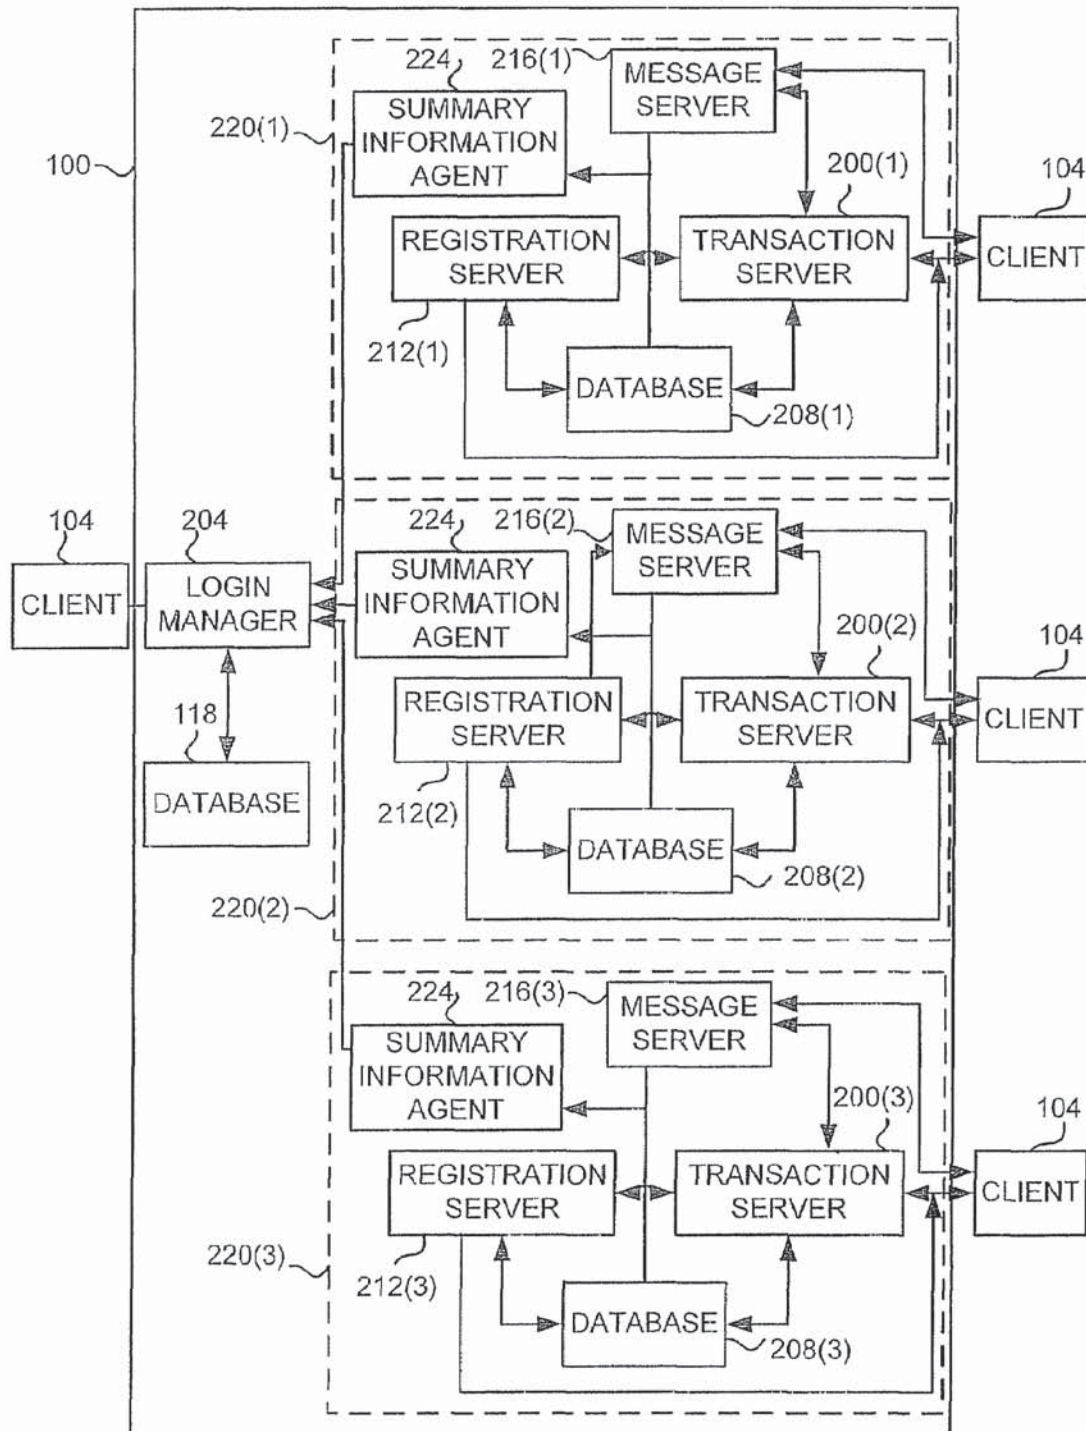 224
216(1)
MESSAGE
SERVER
SUMMARY
INFORMATION
AGENT
220(1)
100
200(1)
104
REGISTRATION
SERVER
TRANSACTION
SERVER
CLIENT
212(1)
DATABASE
208(1)
104
204
224
216(2)
MESSAGE
SERVER
CLIENT
LOGIN
MANAGER
SUMMARY
INFORMATION
AGENT
200(2)
104
REGISTRATION
SERVER
TRANSACTION
SERVER
CLIENT
118
DATABASE
212(2)
DATABASE
208(2)
220(2)
224
216(3)
MESSAGE
SERVER
SUMMARY
INFORMATION
AGENT
200(3)
104
REGISTRATION
SERVER
TRANSACTION
SERVER
CLIENT
220(3)
212(3)
DATABASE
208(3)